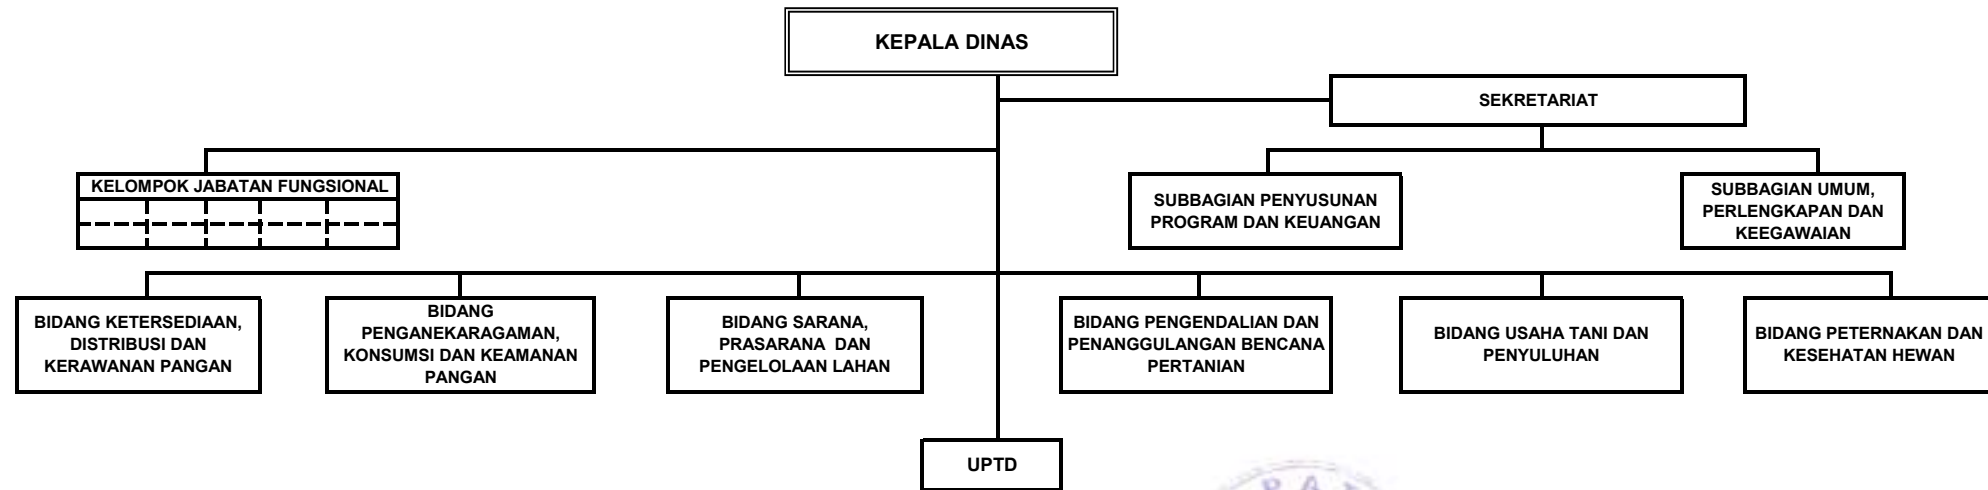 KEPALA DINAS
SEKRETARIAT
KELOMPOK JABATAN FUNGSIONAL
SUBBAGIAN PENYUSUNAN
PROGRAM DAN KEUANGAN
SUBBAGIAN UMUM,
PERLENGKAPAN DAN
KEEGAWAIAN
BIDANG KETERSEDIAAN,
DISTRIBUSI DAN
KERAWANAN PANGAN
BIDANG
PENGANEKARAGAMAN,
KONSUMSI DAN KEAMANAN
PANGAN
BIDANG SARANA,
PRASARANA DAN
PENGELOLAAN LAHAN
BIDANG PENGENDALIAN DAN
PENANGGULANGAN BENCANA
PERTANIAN
BIDANG USAHA TANI DAN
PENYULUHAN
BIDANG PETERNAKAN DAN
KESEHATAN HEWAN
UPTD